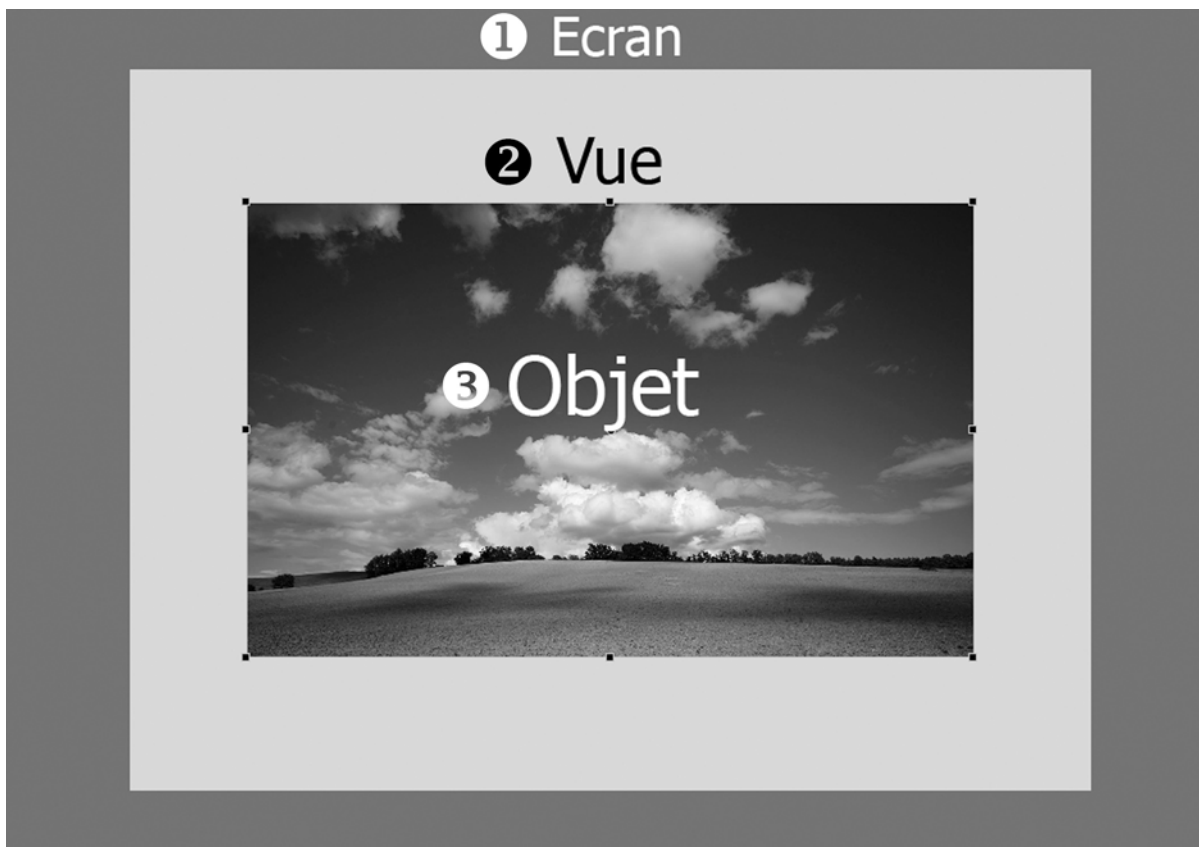 ❶ Ecran
❷ Vue
❸ Objet